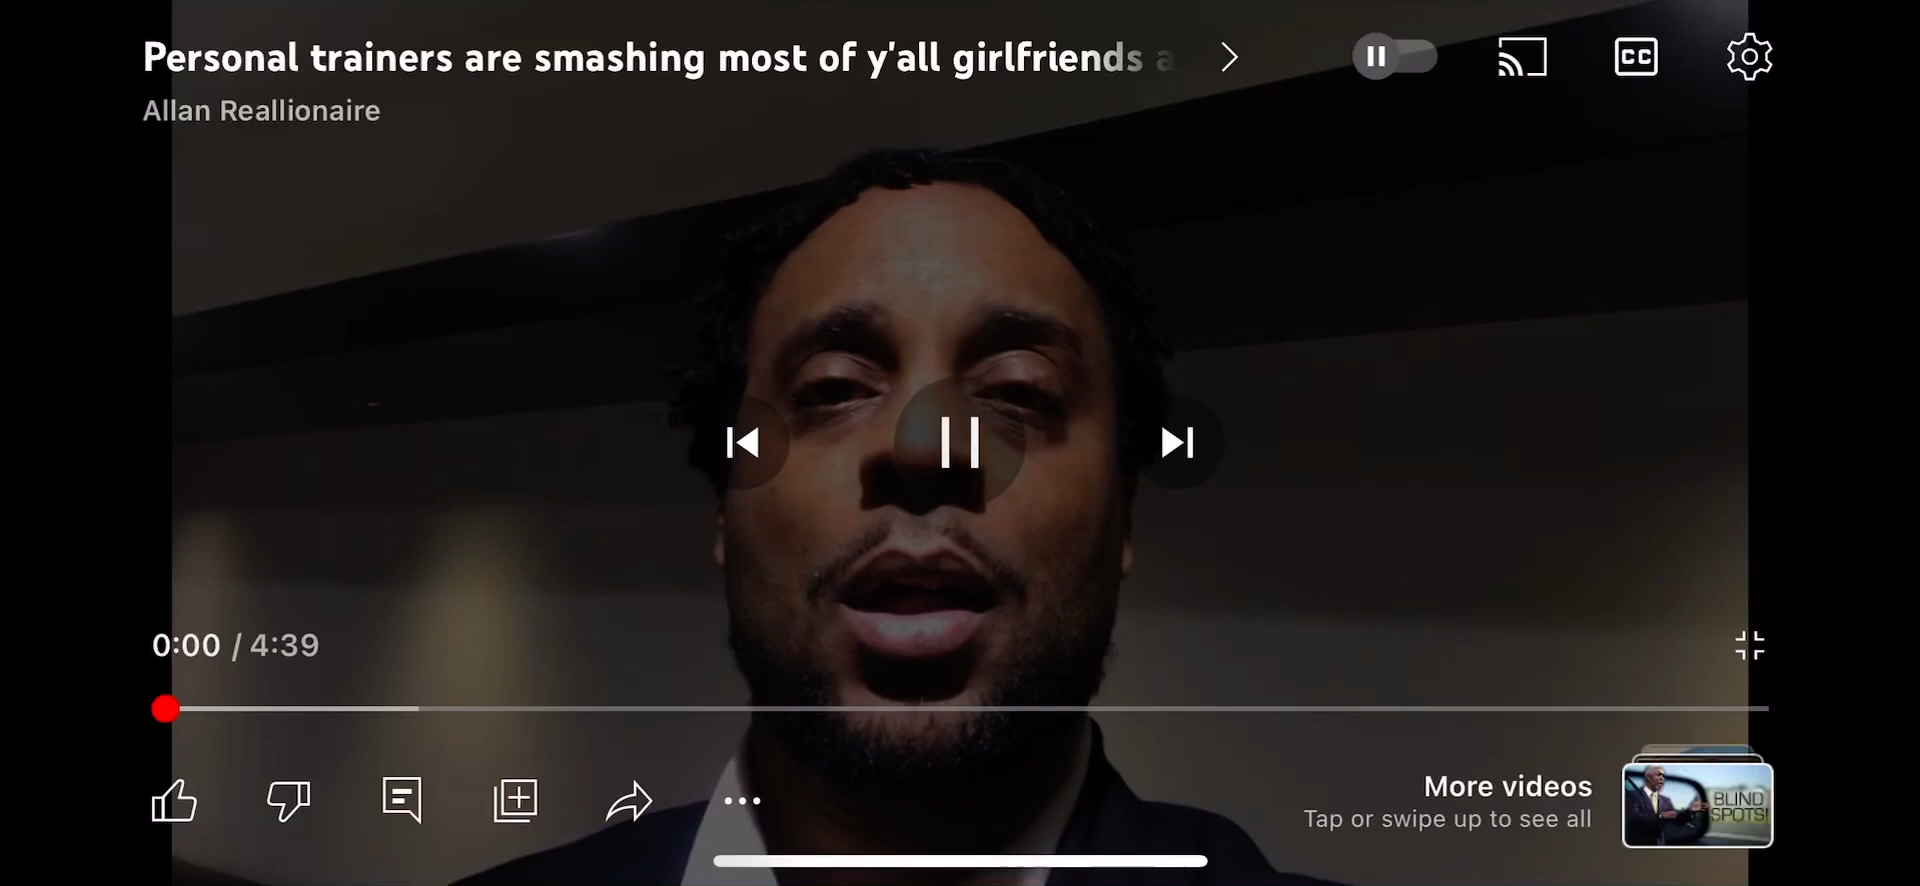 Personal trainers are smashing most of y'all girlfriends a
Allan Reallionaire
CC
0:00 / 4:39
More videos
Tap or swipe up to see all
BLIND
SPOTS!